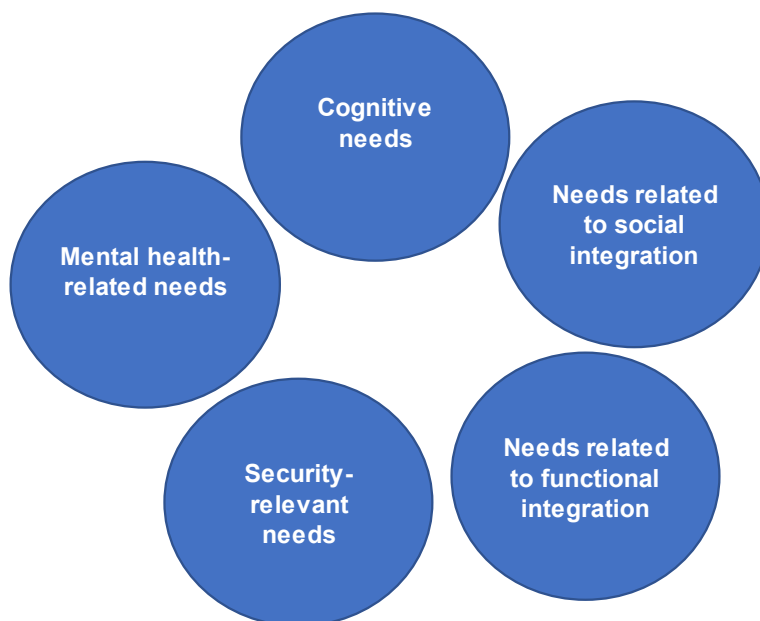 Cognitive
needs
Needs related
to social
integration
Mental health-
related needs
Needs related
to functional
integration
Security-
relevant
needs